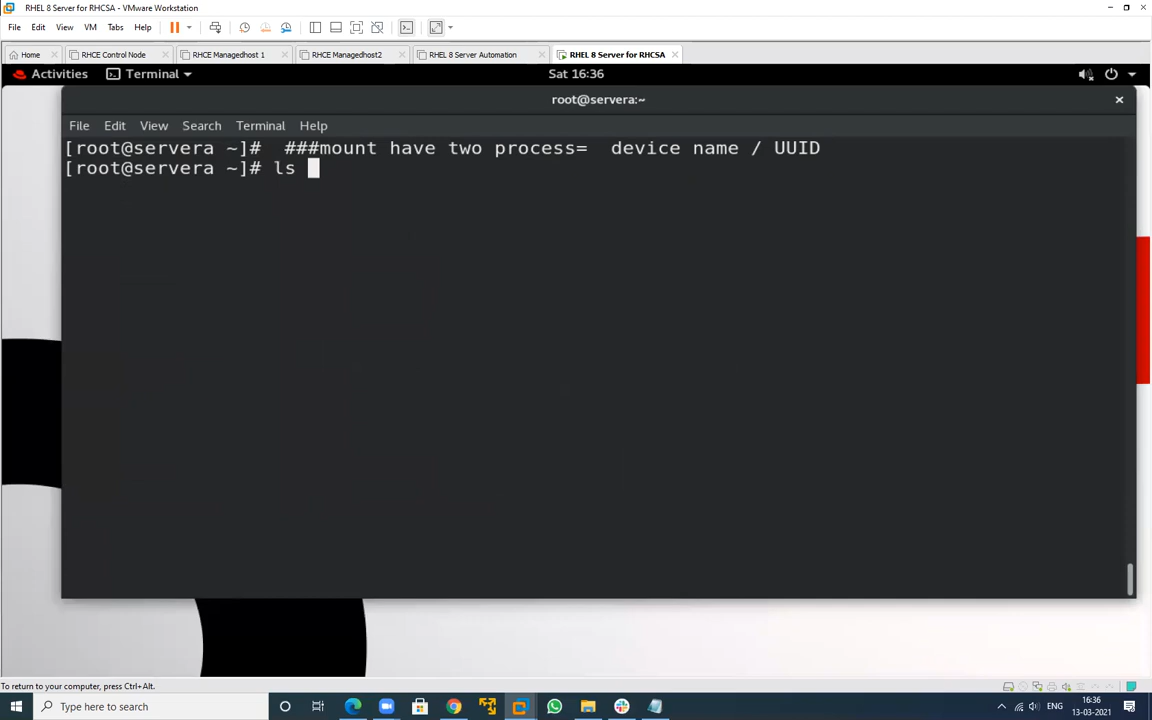 RHEL 8 Server for RHCSA - VMware Workstation
File Edit View VM Tabs Help
Home RHCE Control Node RHCE Managedhost 1 RHCE Managedhost2 RHEL 8 Server Automation RHEL 8 Server for RHCSA
Activities Terminal Sat 16:36
root@servera:~
File Edit View Search Terminal Help
[root@servera ~]#  ###mount have two process=  device name / UUID
[root@servera ~]# ls
To return to your computer, press Ctrl+Alt.
Type here to search ENG 16:36
13-03-2021